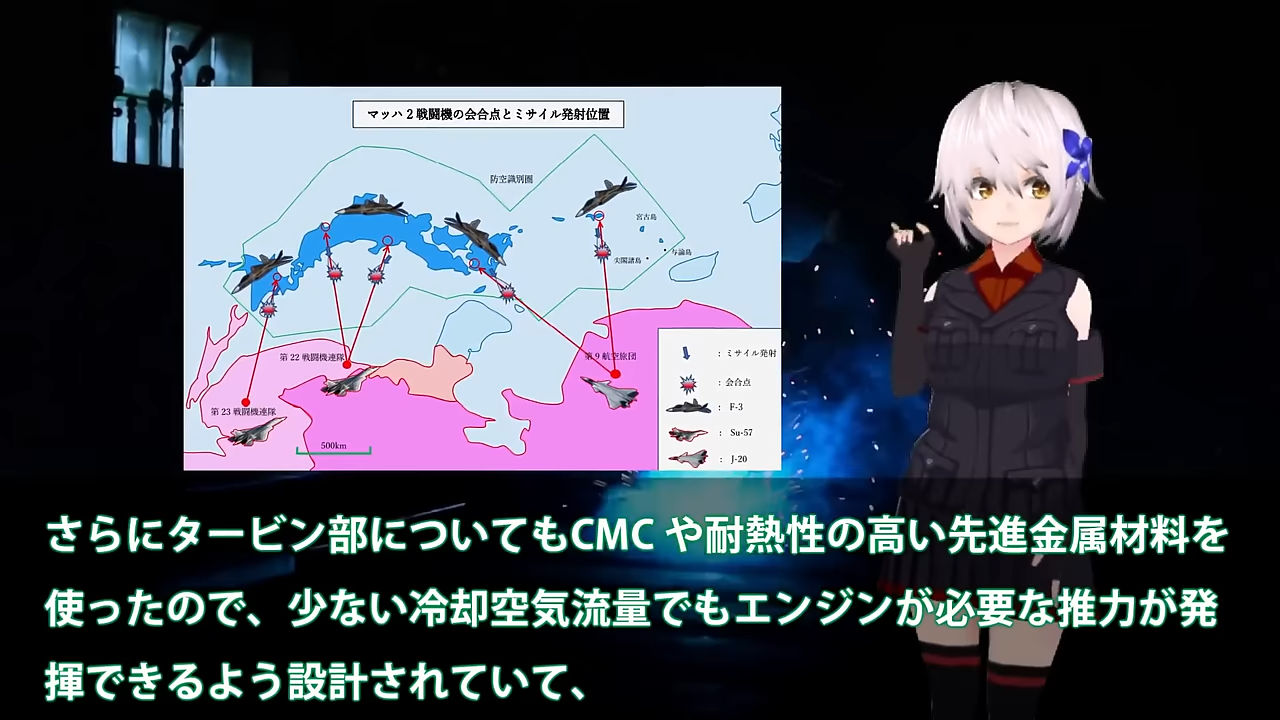 マッハ２戦闘機の会合点とミサイル発射位置
防空識別圏
宮古島
与論島
尖閣諸島
第 22 戦闘機連隊
第 9 航空旅団
第 23 戦闘機連隊
500km
：ミサイル発射
：会合点
： F-3
： Su-57
： J-20
さらにタービン部についてもCMC や耐熱性の高い先進金属材料を
使ったので、少ない冷却空気流量でもエンジンが必要な推力が発
揮できるよう設計されていて、